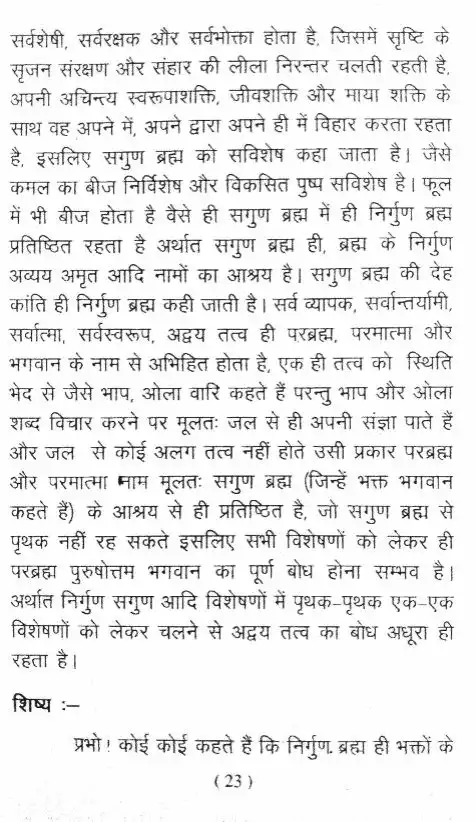 सर्वशेषी, सर्वरक्षक और सर्वभोक्ता होता है, जिसमें सृष्टि के
सृजन संरक्षण और संहार की लीला निरन्तर चलती रहती है,
अपनी अचिन्त्य स्वरूपाशक्ति, जीवशक्ति और माया शक्ति के
साथ वह अपने में, अपने द्वारा अपने ही में विहार करता रहता
है, इसलिए सगुण ब्रह्म को सविशेष कहा जाता है। जैसे
कमल का बीज निर्विशेष और विकसित पुष्प सविशेष है। फूल
में भी बीज होता है वैसे ही सगुण ब्रह्म में ही निर्गुण ब्रह्म
प्रतिष्ठित रहता है अर्थात सगुण ब्रह्म ही, ब्रह्म के निर्गुण
अव्यय अमृत आदि नामों का आश्रय है। सगुण ब्रह्म की देह
कांति ही निर्गुण ब्रह्म कही जाती है। सर्व व्यापक, सर्वान्तर्यामी,
सर्वात्मा, सर्वस्वरूप, अद्वय तत्व ही परब्रह्म, परमात्मा और
भगवान के नाम से अभिहित होता है, एक ही तत्व को स्थिति
भेद से जैसे भाप, ओला वारि कहते हैं परन्तु भाप और ओला
शब्द विचार करने पर मूलतः जल से ही अपनी संज्ञा पाते हैं
और जल से कोई अलग तत्व नहीं होते उसी प्रकार परब्रह्म
और परमात्मा नाम मूलतः सगुण ब्रह्म (जिन्हें भक्त भगवान
कहते हैं) के आश्रय से ही प्रतिष्ठित है, जो सगुण ब्रह्म से
पृथक नहीं रह सकते इसलिए सभी विशेषणों को लेकर ही
परब्रह्म पुरुषोत्तम भगवान का पूर्ण बोध होना सम्भव है।
अर्थात निर्गुण सगुण आदि विशेषणों में पृथक-पृथक एक-एक
विशेषणों को लेकर चलने से अद्वय तत्व का बोध अधूरा ही
रहता है।
शिष्य :–
प्रभो! कोई कोई कहते हैं कि निर्गुण ब्रह्म ही भक्तों के
(23)